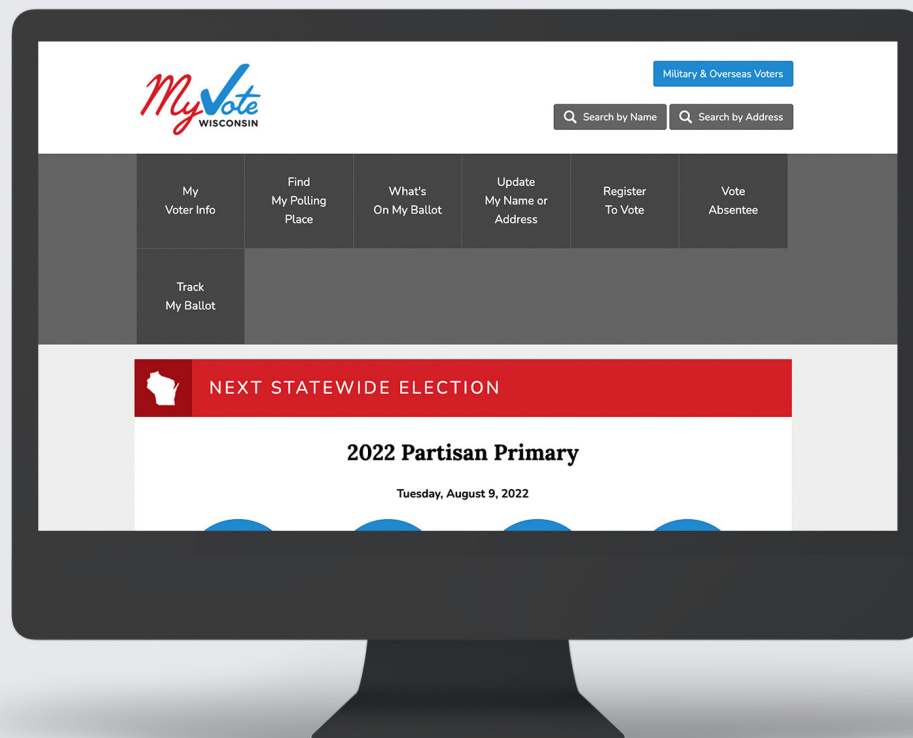 MyVote
WISCONSIN
Military & Overseas Voters
Search by Name
Search by Address
My
Voter Info
Find
My Polling
Place
What's
On My Ballot
Update
My Name or
Address
Register
To Vote
Vote
Absentee
Track
My Ballot
NEXT STATEWIDE ELECTION
2022 Partisan Primary
Tuesday, August 9, 2022